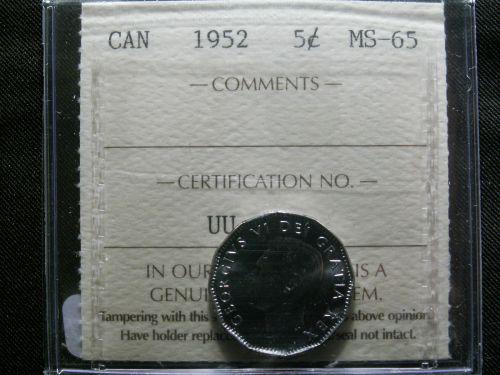 CAN 1952 5¢ MS-65
— COMMENTS —
— CERTIFICATION NO. —
UU
GEORGIVS VI DEI GRATIA REX
IN OUR IS A
GENUI EM.
Tampering with this above opinion.
Have holder replac seal not intact.